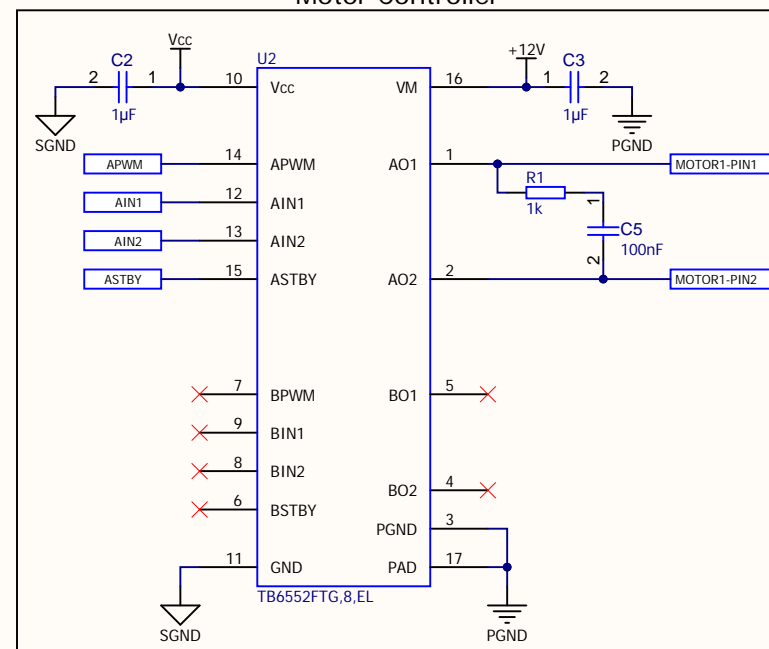 Motor controller
Vcc
+12V
U2
C2
C3
2
1
10
Vcc
VM
16
1
2
1µF
1µF
SGND
PGND
APWM
14
APWM
AO1
1
MOTOR1-PIN1
R1
1k
AIN1
12
AIN1
1
C5
100nF
2
AIN2
13
AIN2
ASTBY
15
ASTBY
AO2
2
MOTOR1-PIN2
7
BPWM
BO1
5
9
BIN1
8
BIN2
BO2
4
6
BSTBY
PGND
3
11
GND
PAD
17
TB6552FTG,8,EL
SGND
PGND